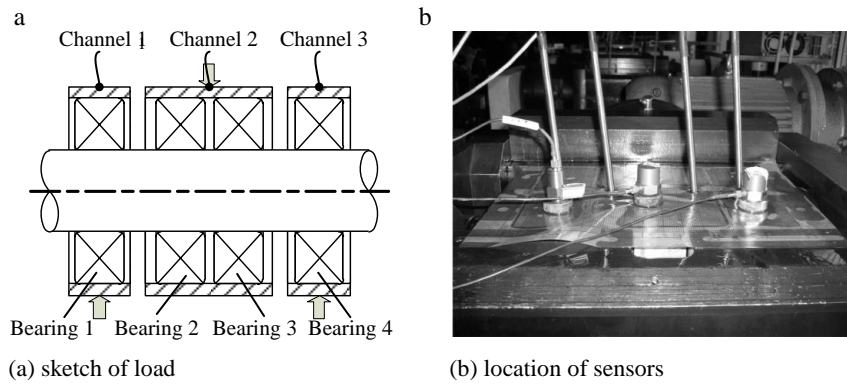 a
b
Channel 1
Channel 2
Channel 3
Bearing 1
Bearing 2
Bearing 3
Bearing 4
(a) sketch of load
(b) location of sensors